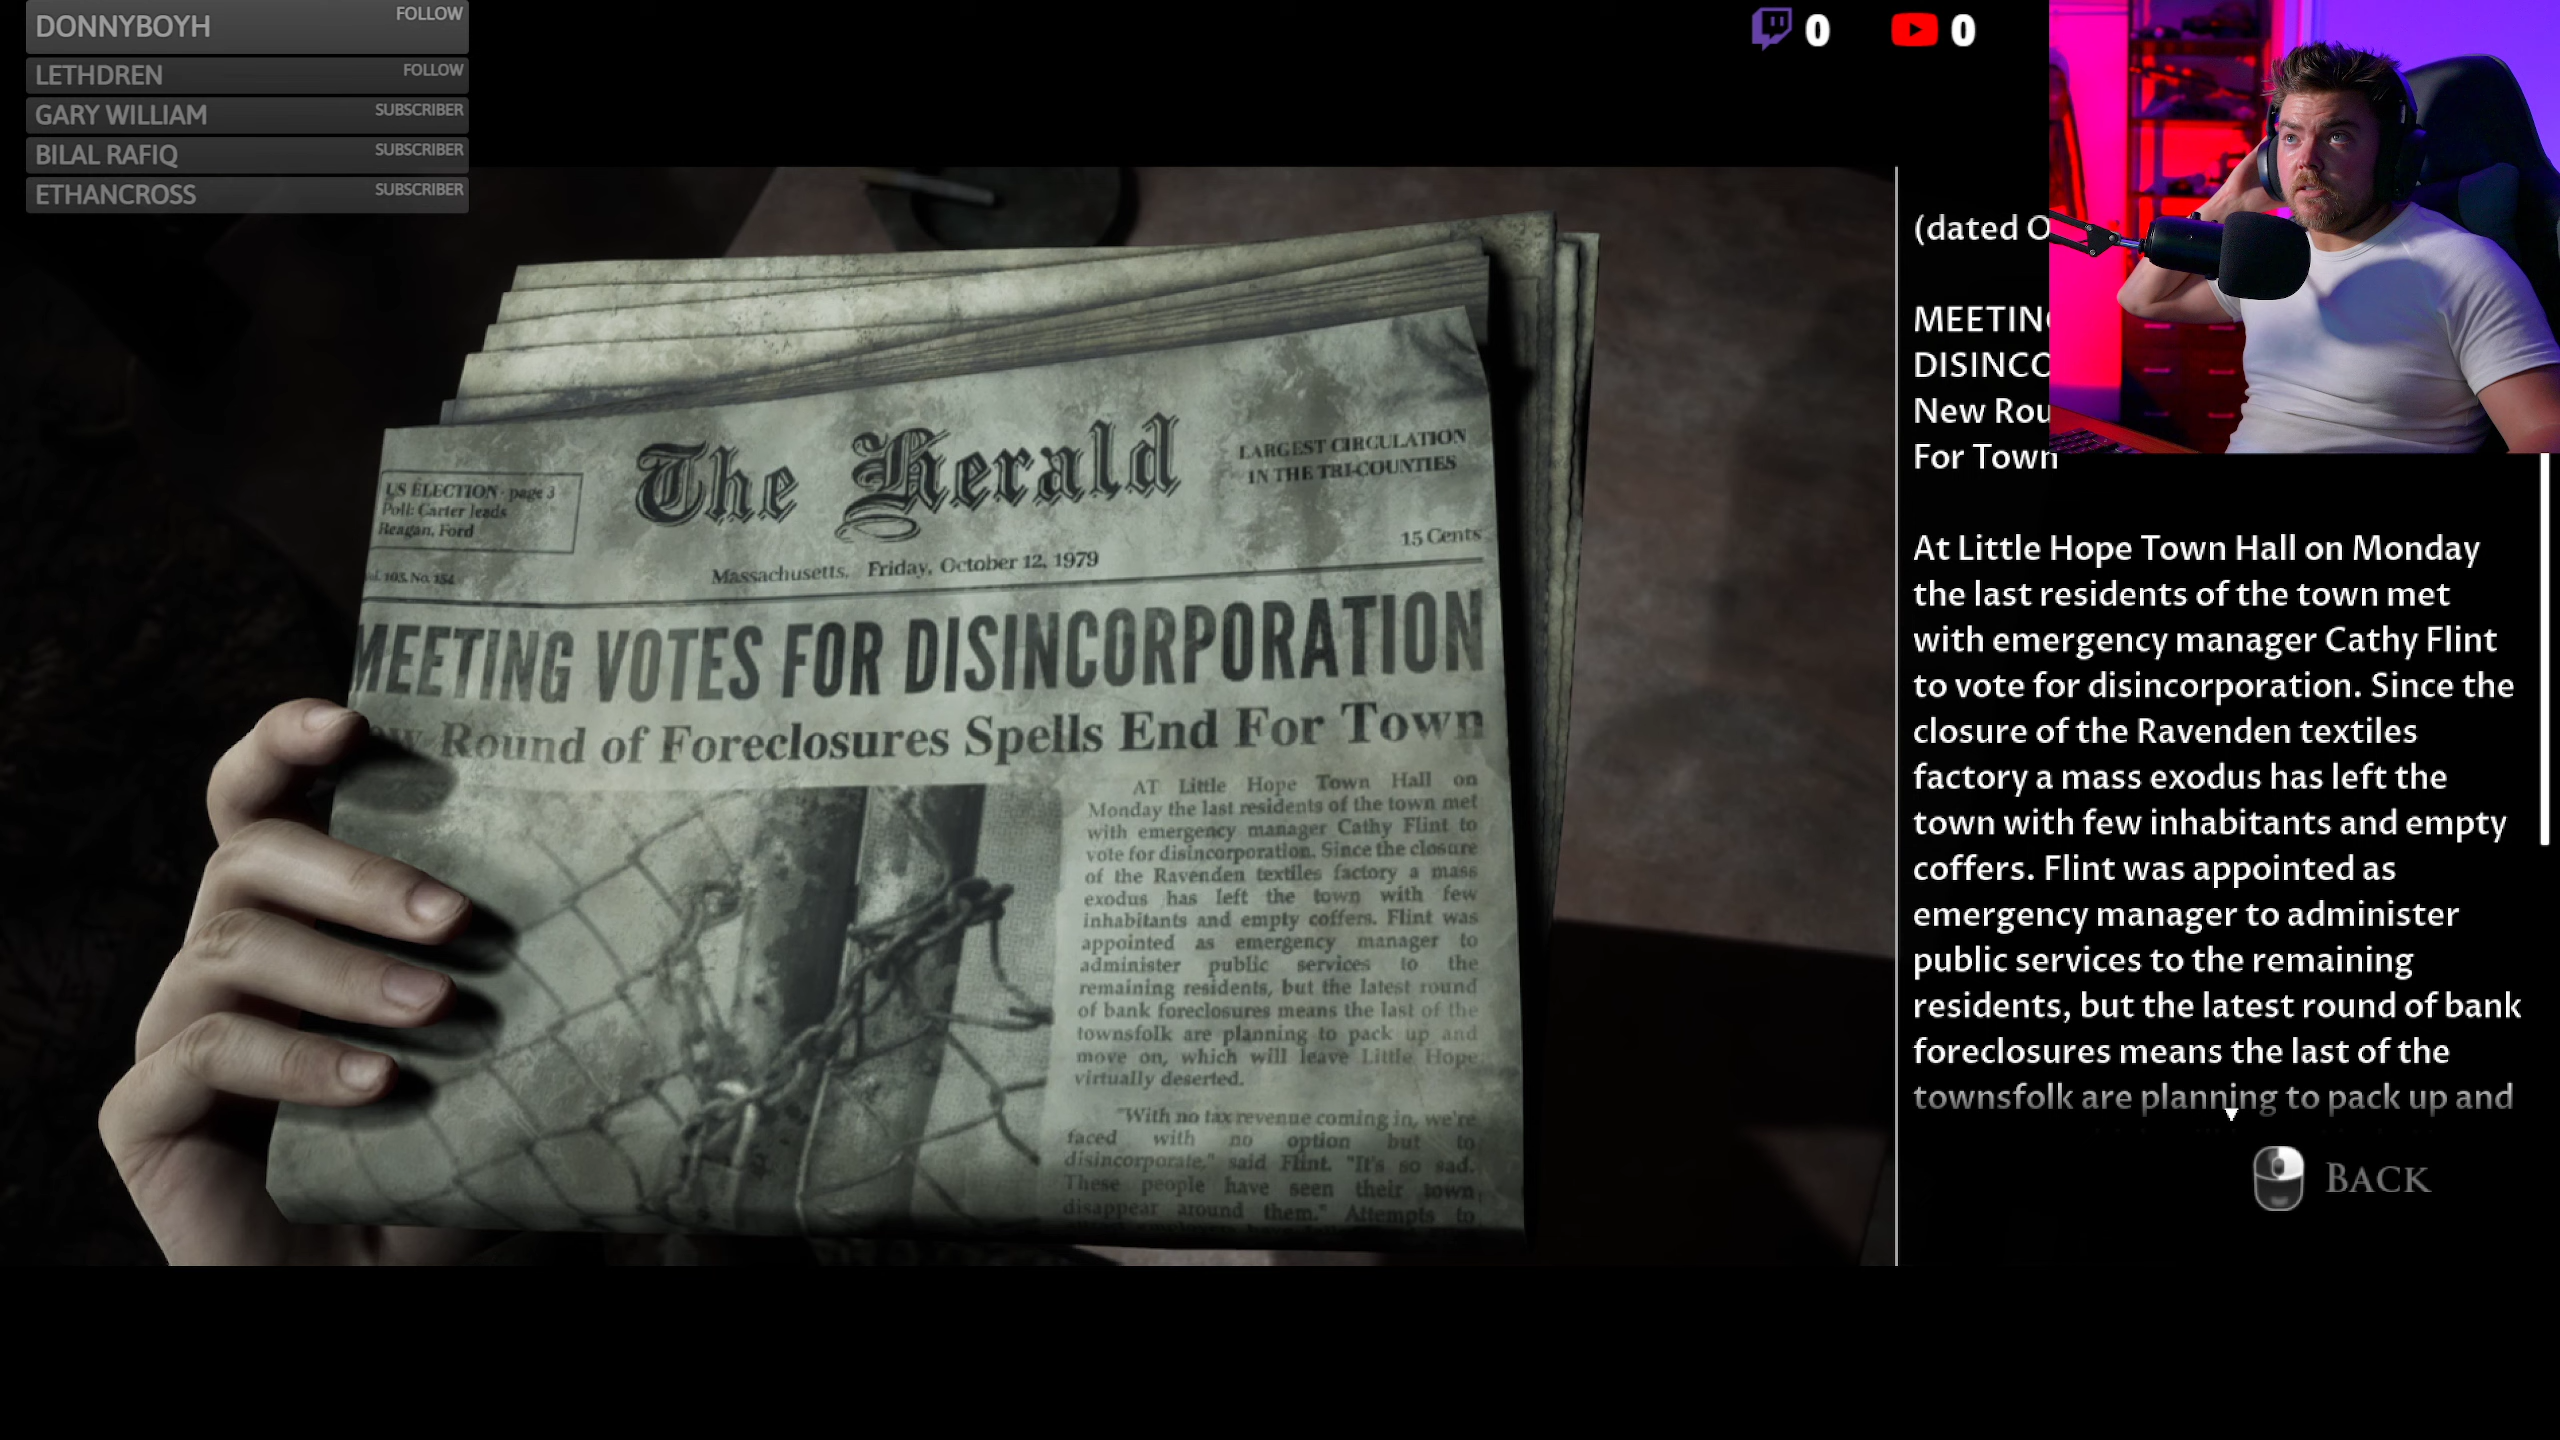 DONNYBOYH FOLLOW
LETHDREN FOLLOW
GARY WILLIAM SUBSCRIBER
BILAL RAFIQ SUBSCRIBER
ETHANCROSS SUBSCRIBER
0 0
US ELECTION - page 3
Poll: Carter leads
Reagan, Ford
The Herald
LARGEST CIRCULATION
IN THE TRI-COUNTIES
15 Cents
103, No. 154
Massachusetts, Friday, October 12, 1979
MEETING VOTES FOR DISINCORPORATION
Round of Foreclosures Spells End For Town
AT Little Hope Town Hall on
Monday the last residents of the town met
with emergency manager Cathy Flint to
vote for disincorporation. Since the closure
of the Ravenden textiles factory a mass
exodus has left the town with few
inhabitants and empty coffers. Flint was
appointed as emergency manager to
administer public services to the
remaining residents, but the latest round
of bank foreclosures means the last of the
townsfolk are planning to pack up and
move on, which will leave Little Hope
virtually deserted.
"With no tax revenue coming in, we're
faced with no option but to
disincorporate," said Flint. "It's so sad.
These people have seen their town
disappear around them." Attempts to
(dated O
MEETIN
DISINCO
New Rou
For Town
At Little Hope Town Hall on Monday
the last residents of the town met
with emergency manager Cathy Flint
to vote for disincorporation. Since the
closure of the Ravenden textiles
factory a mass exodus has left the
town with few inhabitants and empty
coffers. Flint was appointed as
emergency manager to administer
public services to the remaining
residents, but the latest round of bank
foreclosures means the last of the
townsfolk are planning to pack up and
BACK